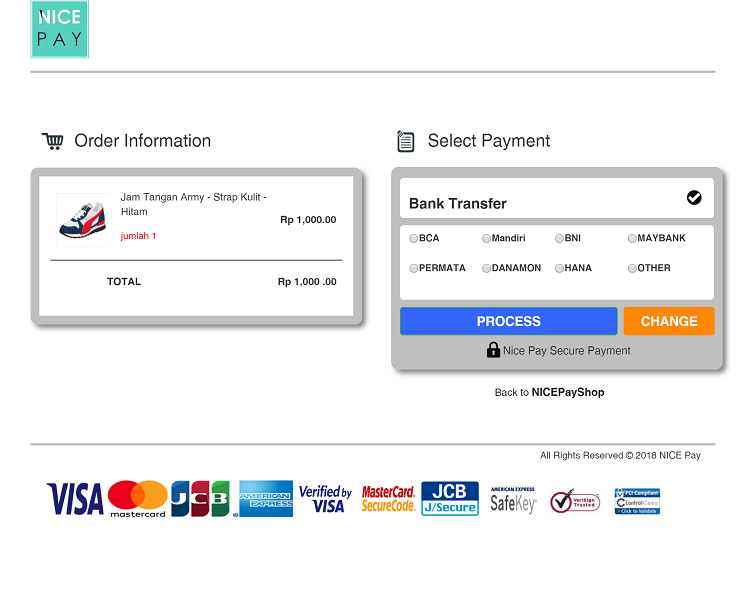 NICE
PAY
Order Information
Jam Tangan Army - Strap Kulit -
Hitam
Rp 1,000.00
jumlah 1
TOTAL Rp 1,000 .00
Select Payment
Bank Transfer
BCA Mandiri BNI MAYBANK
PERMATA DANAMON HANA OTHER
PROCESS CHANGE
Nice Pay Secure Payment
Back to NICEPayShop
All Rights Reserved © 2018 NICE Pay
VISA
mastercard.
JCB
AMERICAN
EXPRESS
Verified by
VISA
MasterCard.
SecureCode.
JCB
J/Secure
AMERICAN EXPRESS
SafeKey
VeriSign
Trusted
PCI Compliant
ControlCase
Click to Validate